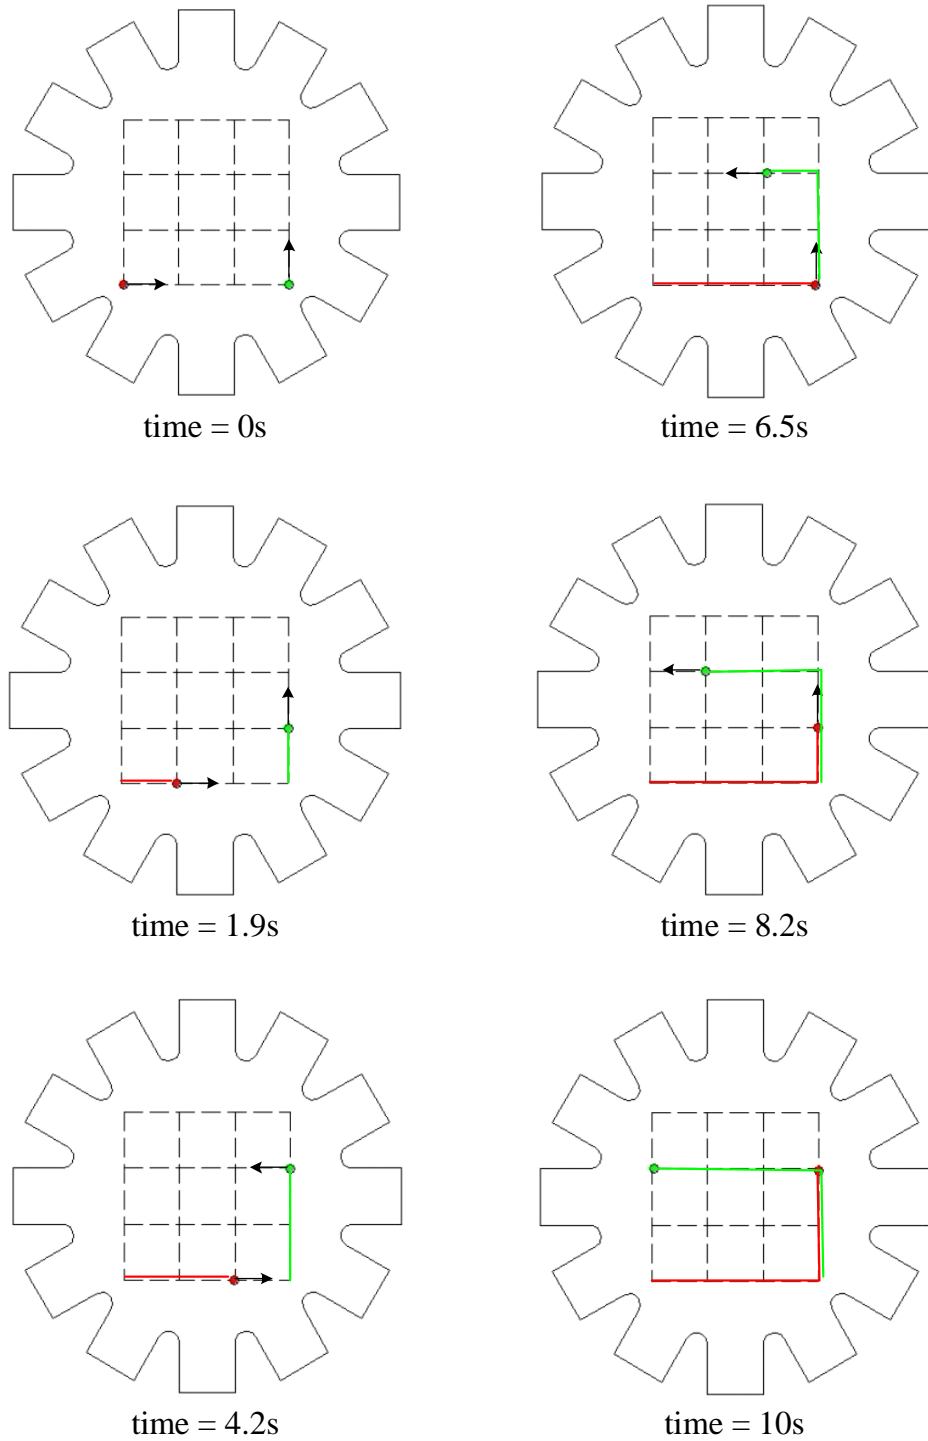 time = 0s
time = 6.5s
time = 1.9s
time = 8.2s
time = 4.2s
time = 10s